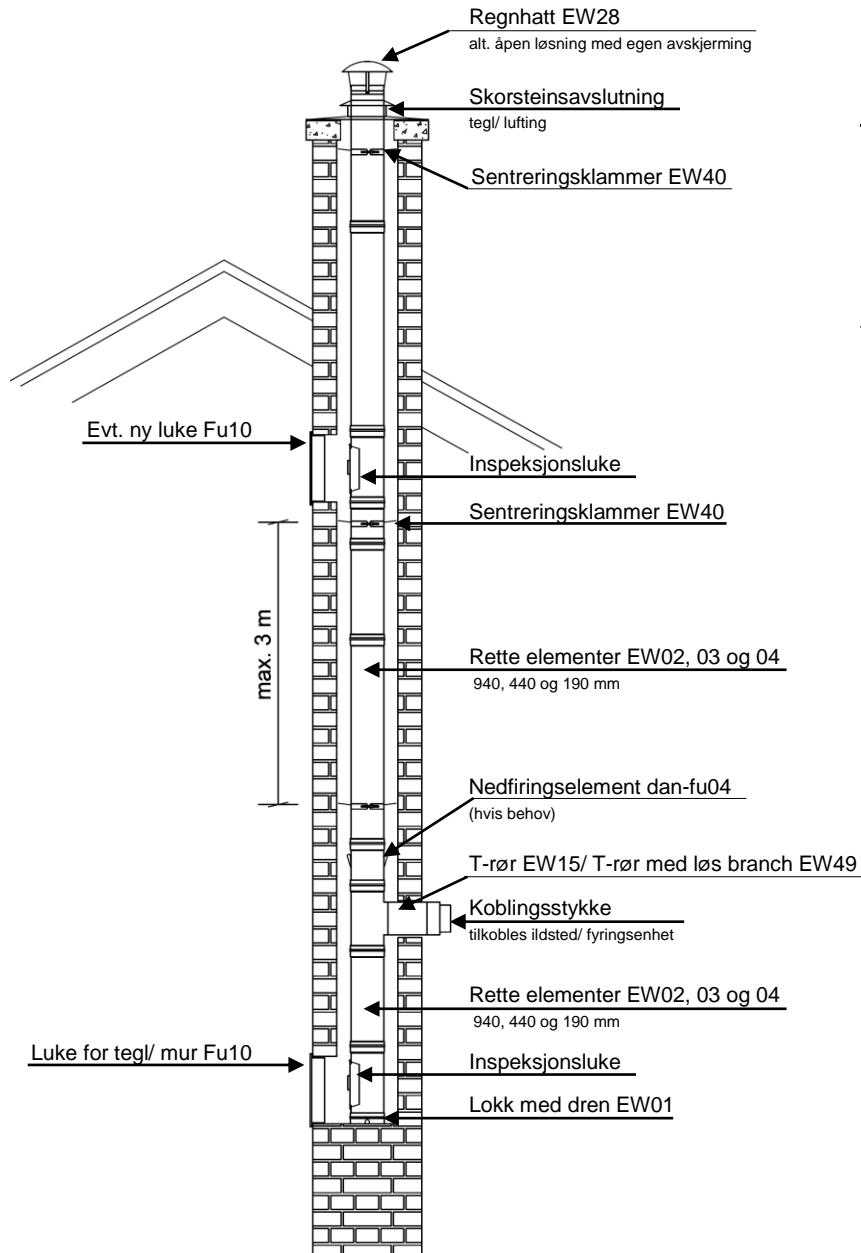 Regnhatt EW28
alt. åpen løsning med egen avskjerming
Skorsteinsavslutning
tegl/ lufting
Sentreringsklammer EW40
Evt. ny luke Fu10
Inspeksjonsluke
Sentreringsklammer EW40
max. 3 m
Rette elementer EW02, 03 og 04
940, 440 og 190 mm
Nedfiringselement dan-fu04
(hvis behov)
T-rør EW15/ T-rør med løs branch EW49
Koblingsstykke
tilkobles ildsted/ fyringsenhet
Rette elementer EW02, 03 og 04
940, 440 og 190 mm
Luke for tegl/ mur Fu10
Inspeksjonsluke
Lokk med dren EW01